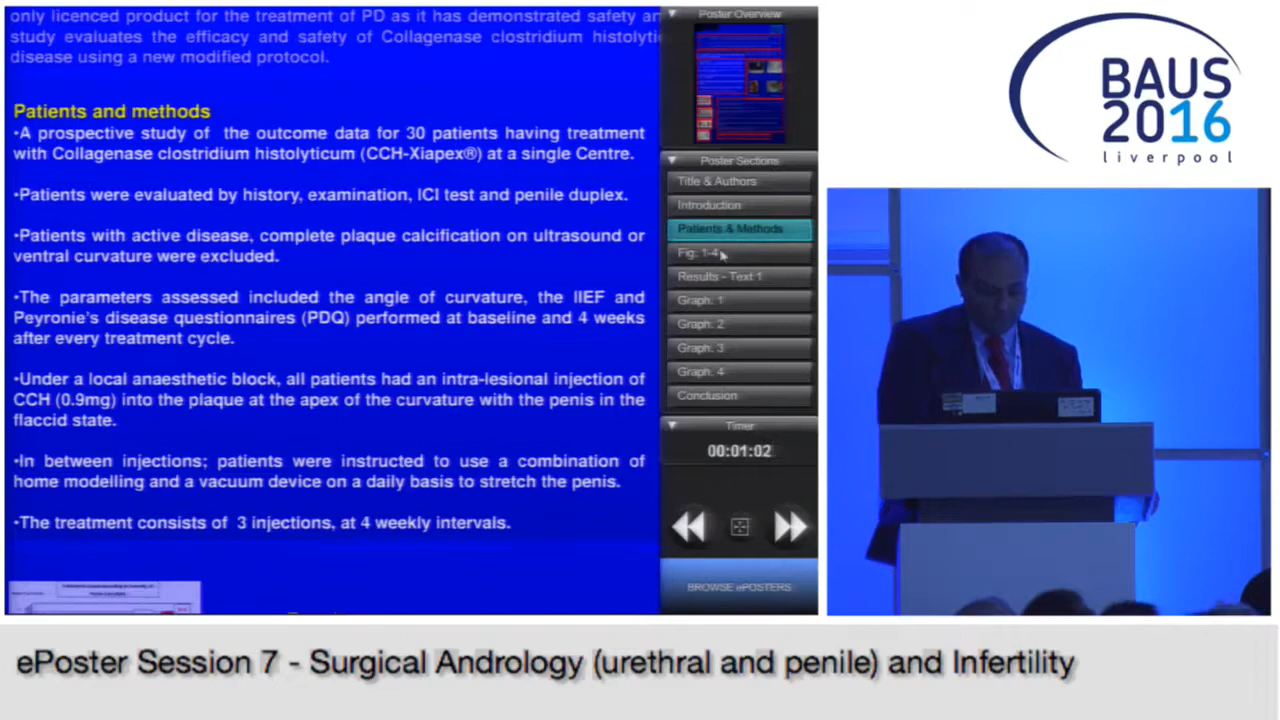 only licenced product for the treatment of PD as it has demonstrated safety an
study evaluates the efficacy and safety of Collagenase clostridium histolytic
disease using a new modified protocol.
Patients and methods
•A prospective study of the outcome data for 30 patients having treatment
with Collagenase clostridium histolyticum (CCH-Xiapex®) at a single Centre.
•Patients were evaluated by history, examination, ICI test and penile duplex.
•Patients with active disease, complete plaque calcification on ultrasound or
ventral curvature were excluded.
•The parameters assessed included the angle of curvature, the IIEF and
Peyronie's disease questionnaires (PDQ) performed at baseline and 4 weeks
after every treatment cycle.
•Under a local anaesthetic block, all patients had an intra-lesional injection of
CCH (0.9mg) into the plaque at the apex of the curvature with the penis in the
flaccid state.
•In between injections; patients were instructed to use a combination of
home modelling and a vacuum device on a daily basis to stretch the penis.
•The treatment consists of 3 injections, at 4 weekly intervals.
Poster Overview
Poster Sections
Title & Authors
Introduction
Patients & Methods
Fig: 1-4
Results - Text 1
Graph: 1
Graph: 2
Graph: 3
Graph: 4
Conclusion
Timer
00:01:02
BROWSE ePOSTERS
BAUS
2016
liverpool
ePoster Session 7 - Surgical Andrology (urethral and penile) and Infertility